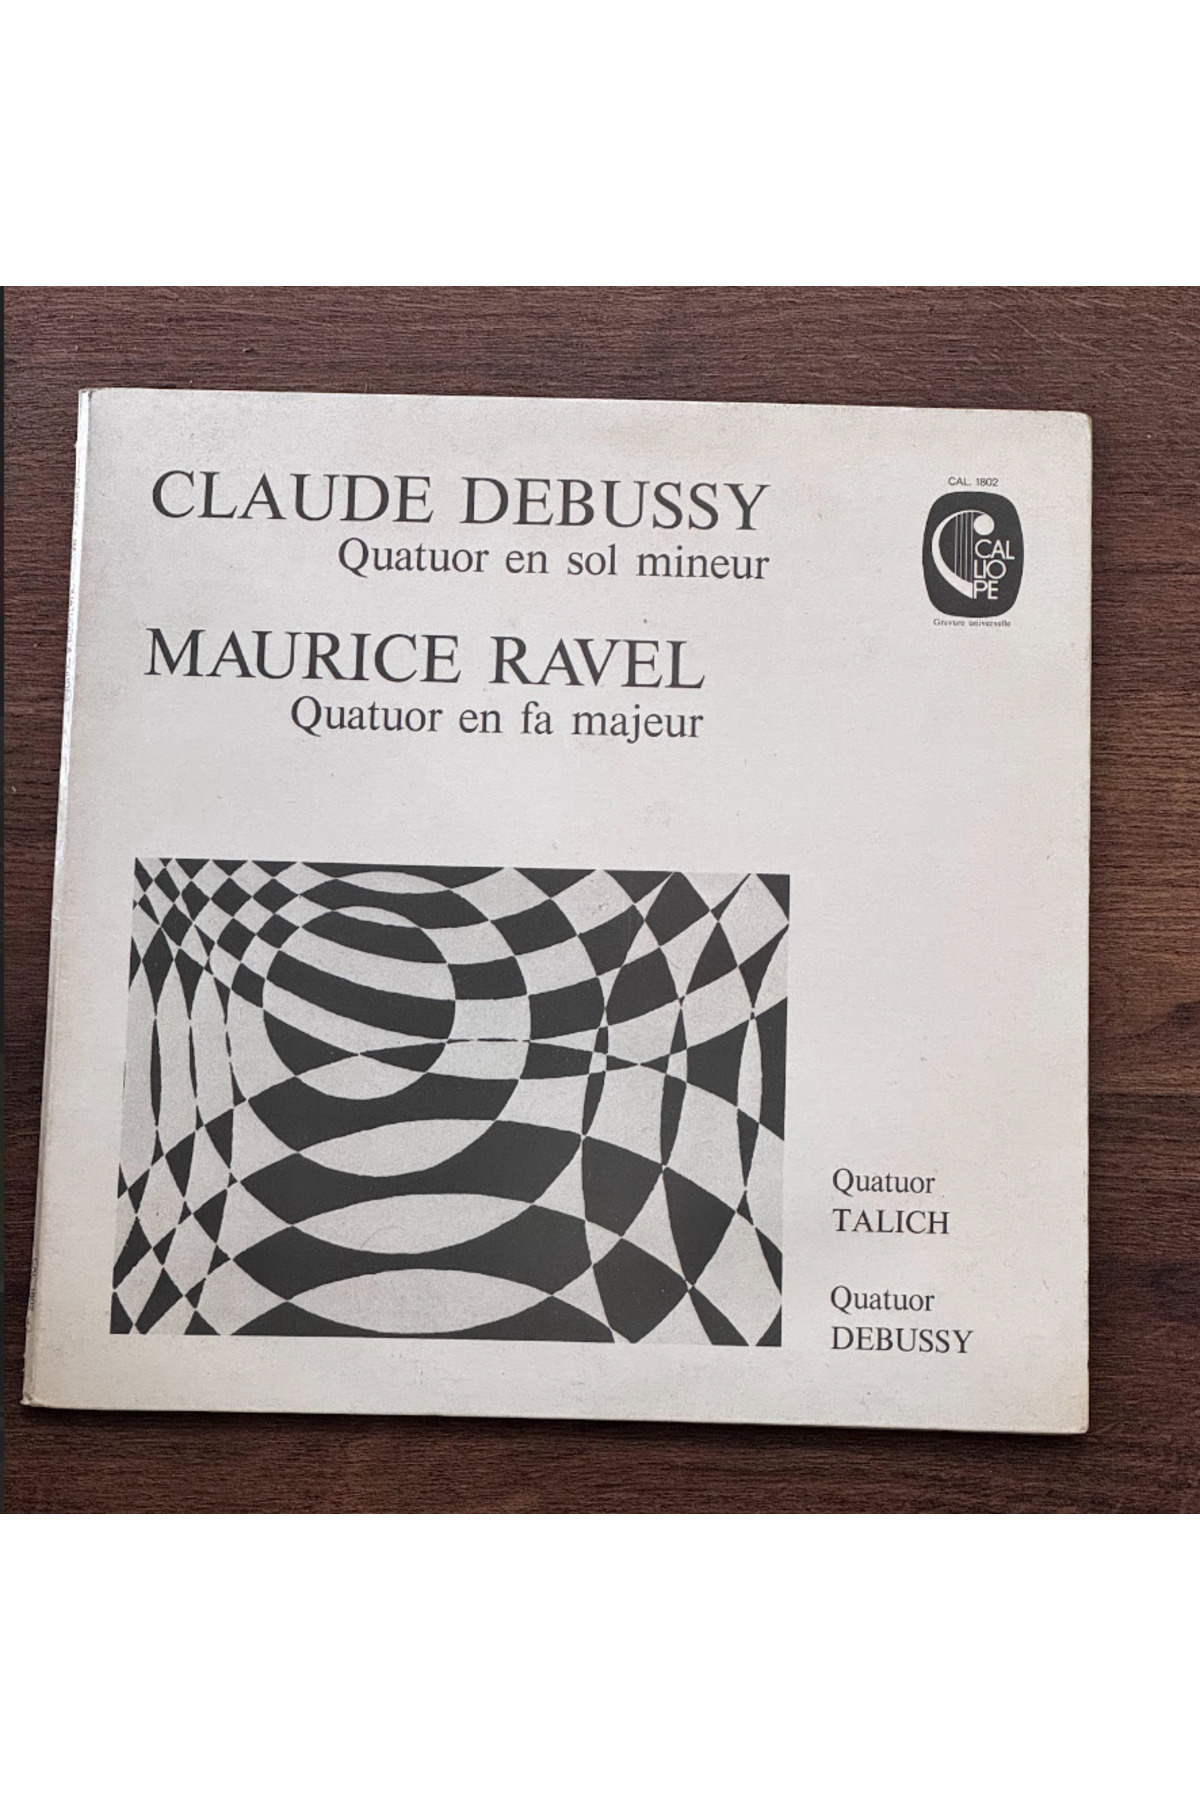 CLAUDE DEBUSSY
Quatuor en sol mineur
MAURICE RAVEL
Quatuor en fa majeur
CAL. 1802
CAL
LIO
PE
Gravure universelle
Quatuor
TALICH
Quatuor
DEBUSSY